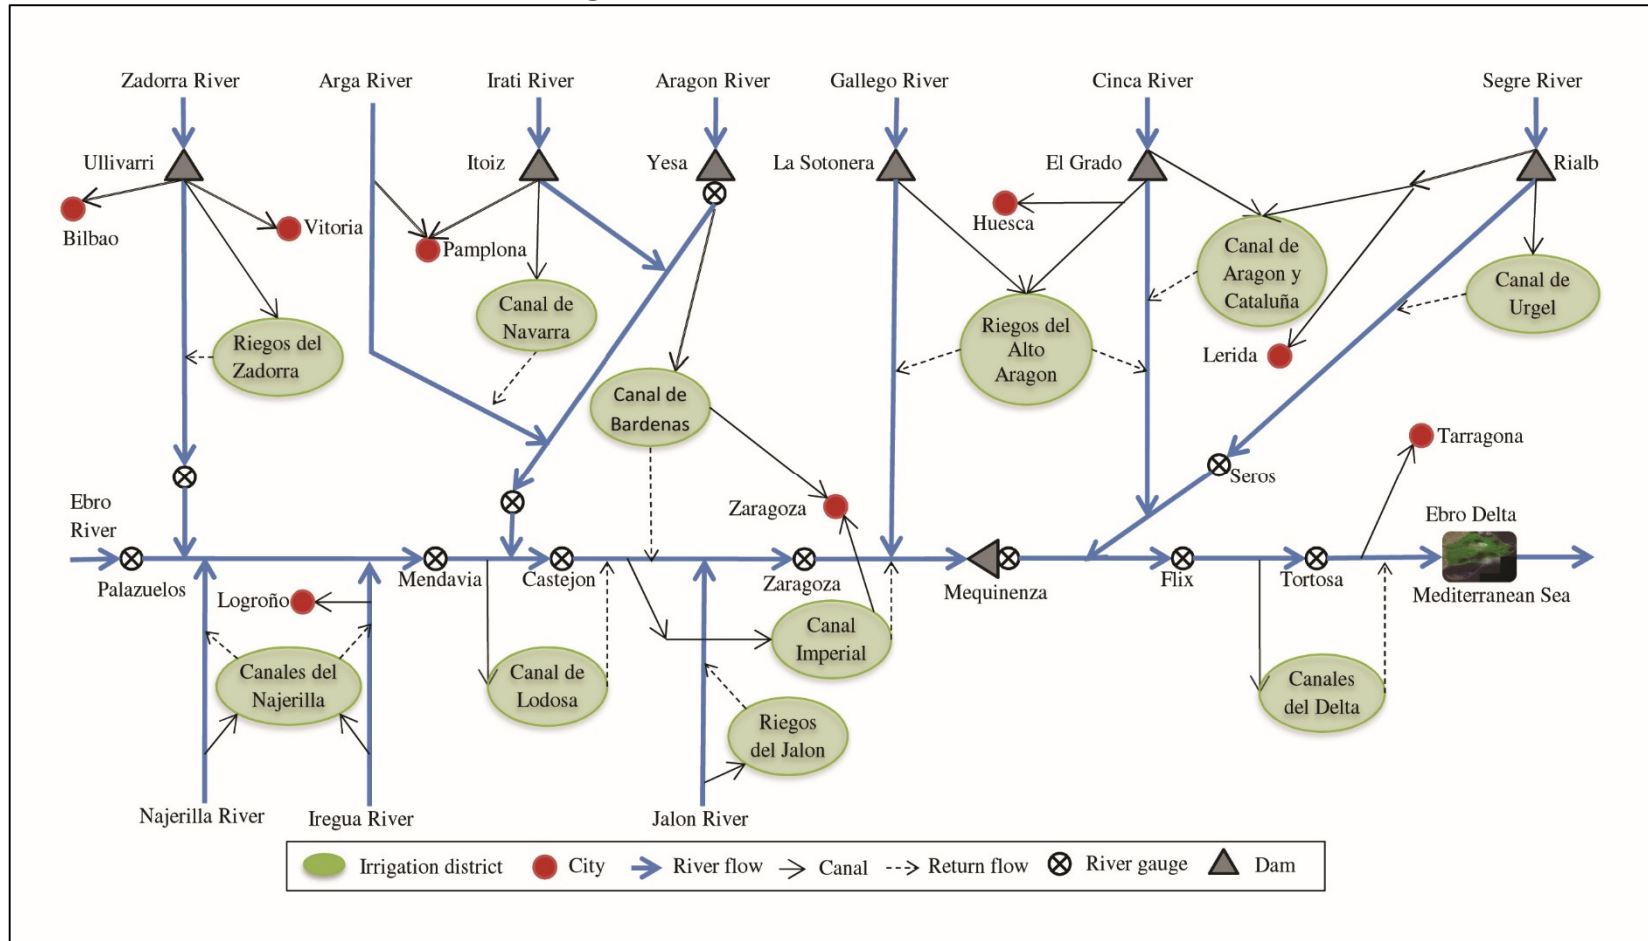 Zadorra River
Arga River
Irati River
Aragon River
Gallego River
Cinca River
Segre River
Ullivarri
Itoiz
Yesa
La Sotonera
El Grado
Rialb
Bilbao
Vitoria
Pamplona
Huesca
Canal de
Navarra
Canal de
Aragon y
Cataluña
Canal de
Urgel
Riegos del
Zadorra
Riegos del
Alto
Aragon
Lerida
Canal de
Bardenas
Tarragona
Seros
Ebro
River
Zaragoza
Ebro Delta
Palazuelos
Mendavia
Castejon
Zaragoza
Mequinenza
Flix
Tortosa
Mediterranean Sea
Logroño
Canales del
Najerilla
Canal de
Lodosa
Canal
Imperial
Riegos
del Jalon
Canales
del Delta
Najerilla River
Iregua River
Jalon River
Irrigation district
City
River flow
Canal
Return flow
River gauge
Dam